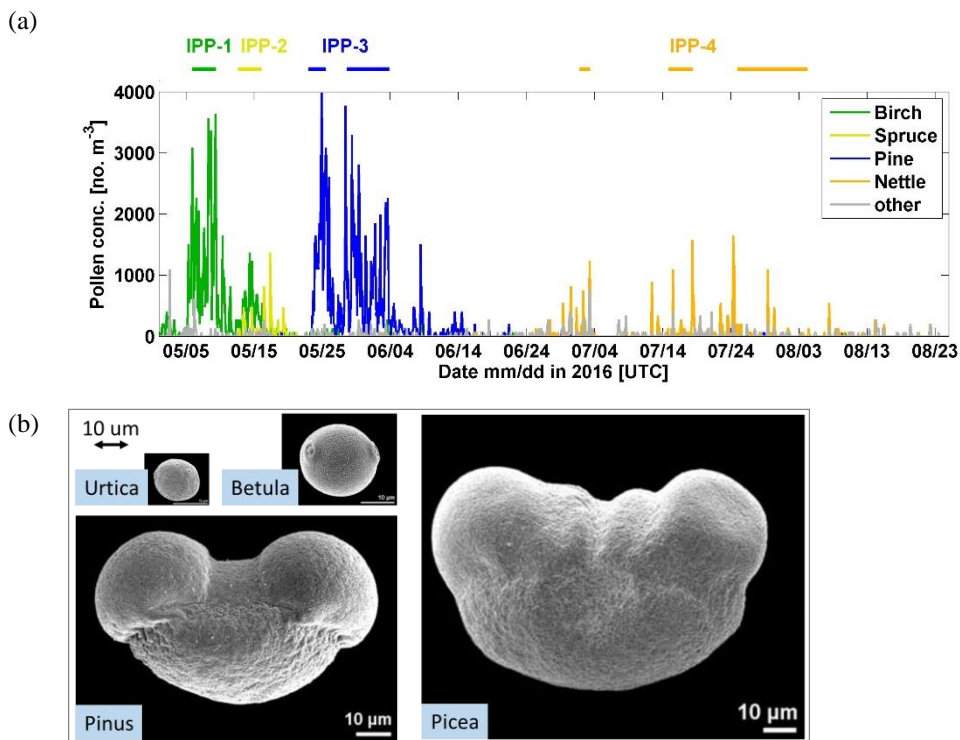 (a)
IPP-1 IPP-2 IPP-3 IPP-4
4000
3000
2000
1000
0
Pollen conc. [no. m⁻³]
Birch
Spruce
Pine
Nettle
other
05/05 05/15 05/25 06/04 06/14 06/24 07/04 07/14 07/24 08/03 08/13 08/23
Date mm/dd in 2016 [UTC]
(b)
10 um
Urtica
Betula
10 µm
Pinus
10 µm
Picea
10 µm